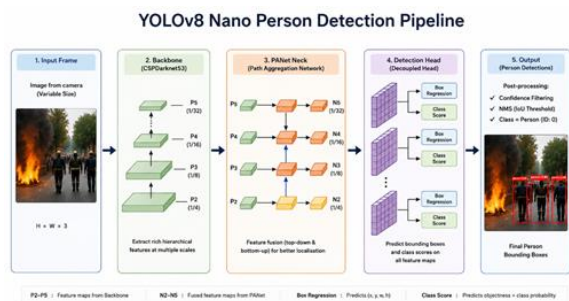 YOLOv8 Nano Person Detection Pipeline
1. Input Frame
Image from camera
(Variable Size)
H × W × 3
2. Backbone
(CSPDarknet53)
P5
(1/32)
P4
(1/16)
P3
(1/8)
P2
(1/4)
Extract rich hierarchical
features at multiple scales
3. PANet Neck
(Path Aggregation Network)
P5
N5
(1/32)
P4
N4
(1/16)
P3
N3
(1/8)
P2
N2
(1/4)
Feature fusion (top-down &
bottom-up) for better localisation
4. Detection Head
(Decoupled Head)
Box
Regression
Class
Score
Box
Regression
Class
Score
Box
Regression
Class
Score
Predict bounding boxes
and class scores on
all feature maps
5. Output
(Person Detections)
Post-processing:
✓ Confidence Filtering
✓ NMS (IoU Threshold)
✓ Class = Person (ID: 0)
Final Person
Bounding Boxes
P2–P5 : Feature maps from Backbone
N2–N5 : Fused feature maps from PANet
Box Regression : Predicts (x, y, w, h)
Class Score : Predicts objectness + class probability